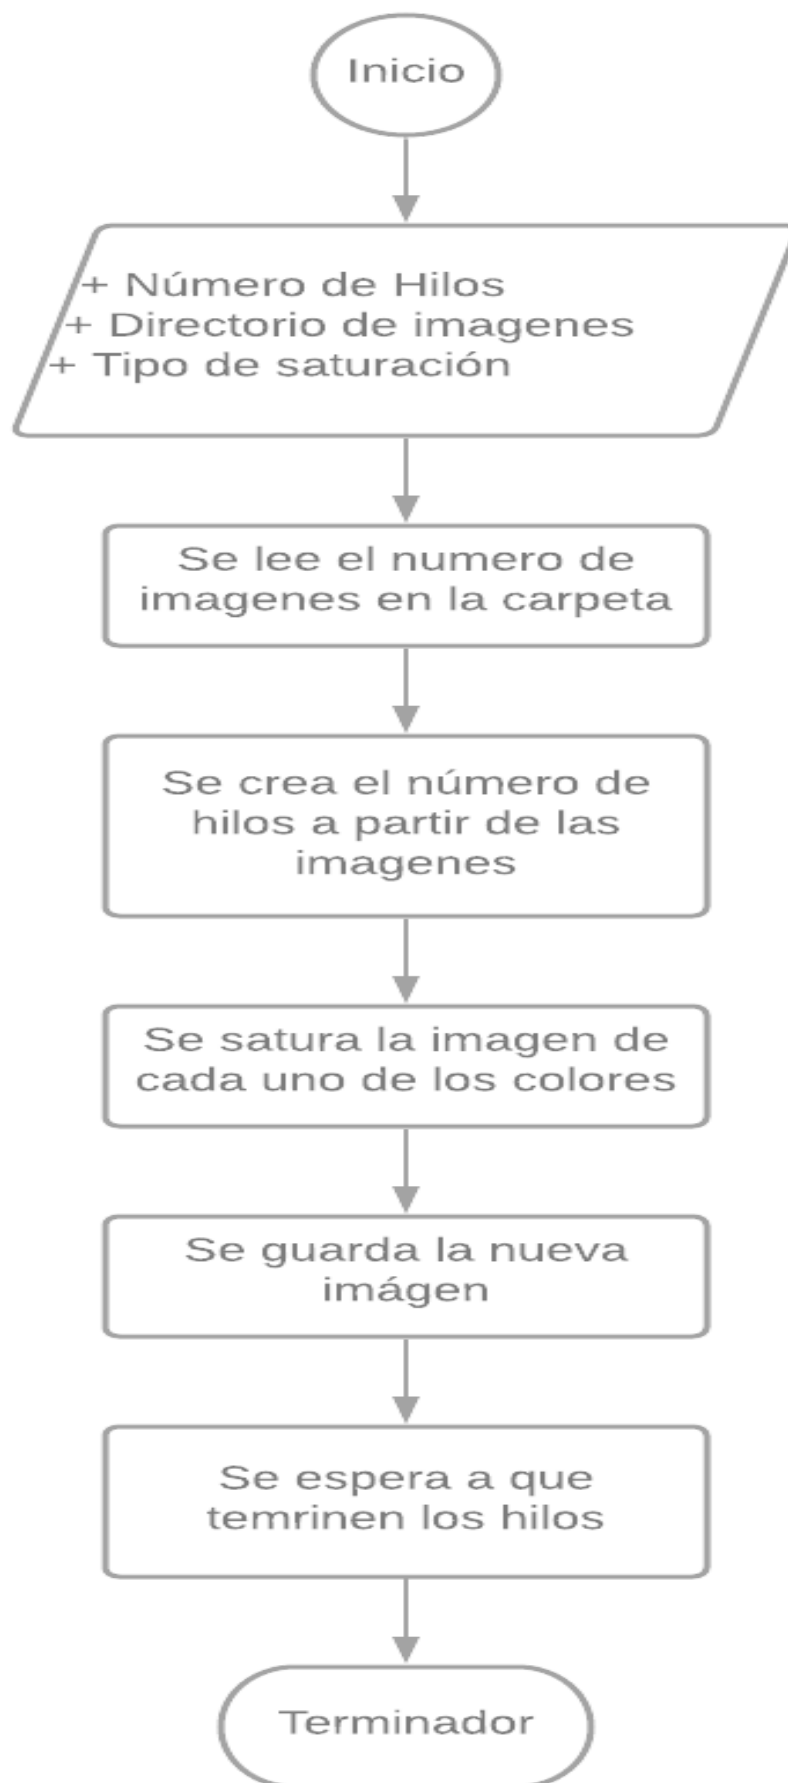 Inicio
+ Número de Hilos
+ Directorio de imagenes
+ Tipo de saturación
Se lee el numero de
imagenes en la carpeta
Se crea el número de
hilos a partir de las
imagenes
Se satura la imagen de
cada uno de los colores
Se guarda la nueva
imágen
Se espera a que
temrinen los hilos
Terminador